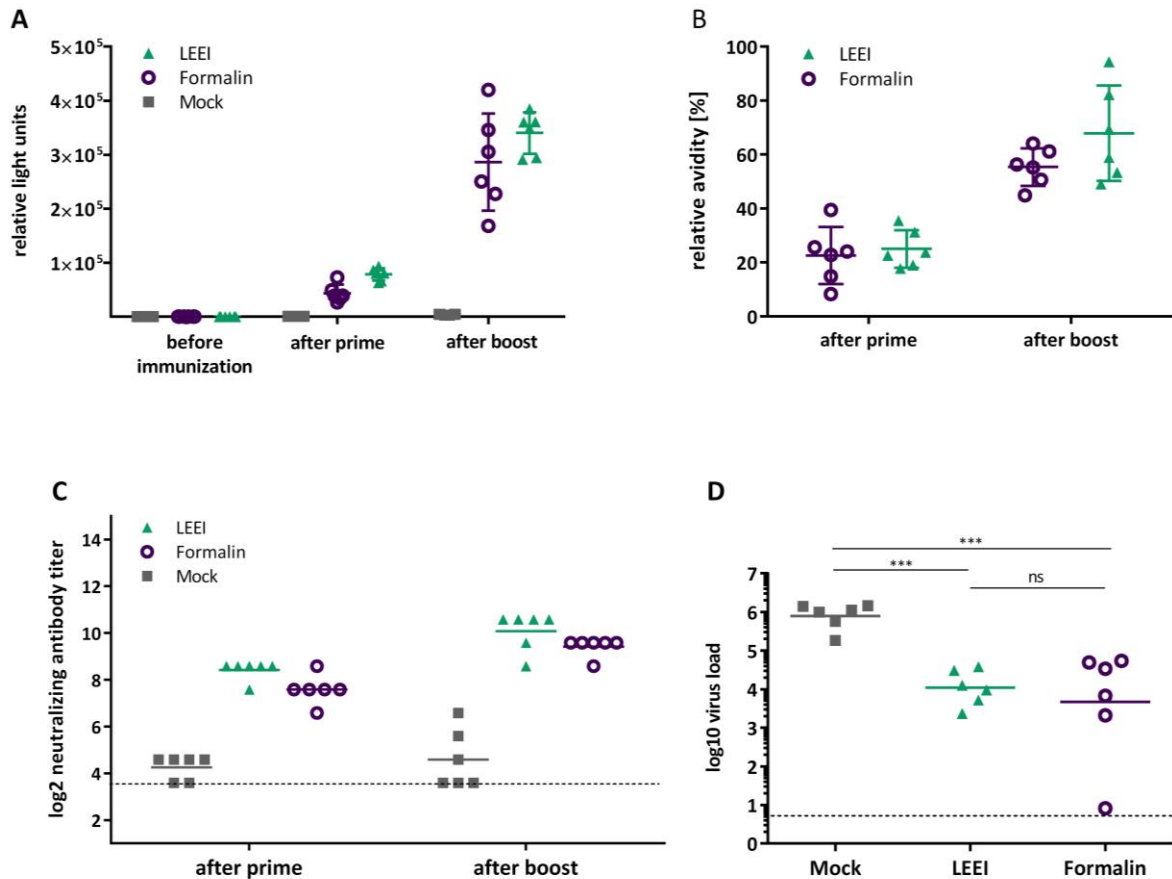 A
relative light units
5×10⁵
4×10⁵
3×10⁵
2×10⁵
1×10⁵
LEEI
Formalin
Mock
before
immunization
after prime
after boost
B
relative avidity [%]
100
80
60
40
20
0
LEEI
Formalin
after prime
after boost
C
log2 neutralizing antibody titer
14
12
10
8
6
4
2
LEEI
Formalin
Mock
after prime
after boost
D
log10 virus load
7
6
5
4
3
2
1
0
***
***
ns
Mock
LEEI
Formalin